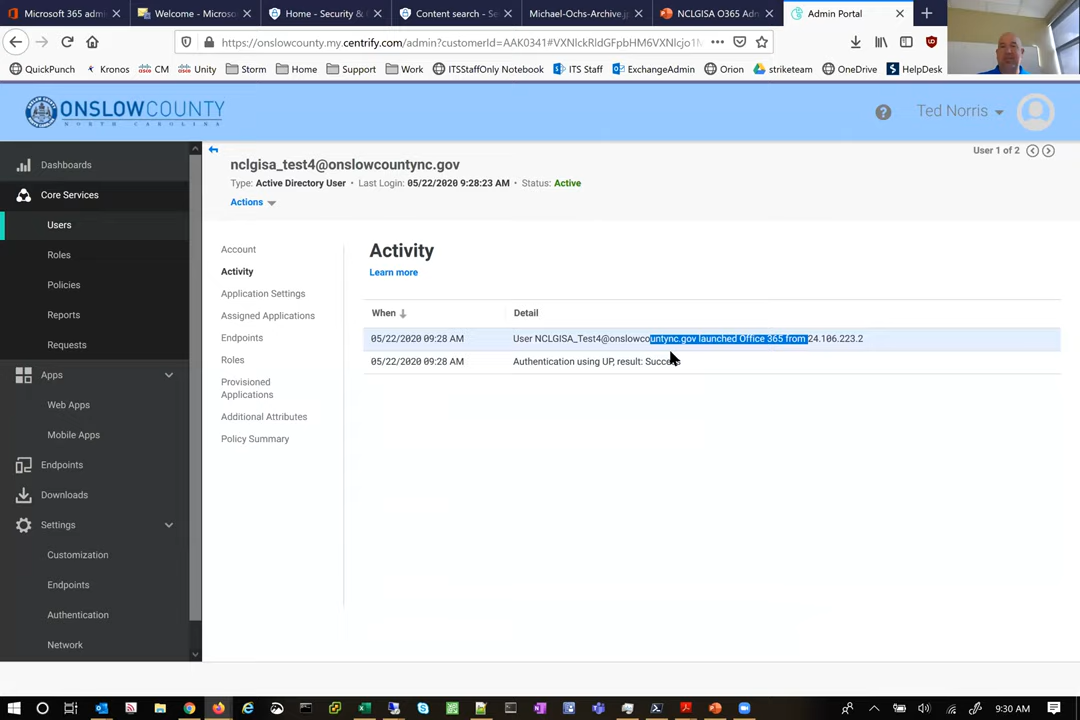 Microsoft 365 admi
Welcome - Microso
Home - Security &
Content search - Se
Michael-Ochs-Archive.jp
NCLGISA O365 Adm
Admin Portal
https://onslowcounty.my.centrify.com/admin?customerId=AAK0341#
QuickPunch
Kronos
CM
Unity
Storm
Home
Support
Work
ITSStaffOnly Notebook
ITS Staff
ExchangeAdmin
Orion
striketeam
OneDrive
HelpDesk
ONSLOWCOUNTY
NORTH CAROLINA
Ted Norris
Dashboards
Core Services
Users
Roles
Policies
Reports
Requests
Apps
Web Apps
Mobile Apps
Endpoints
Downloads
Settings
Customization
Endpoints
Authentication
Network
nclgisa_test4@onslowcountync.gov
User 1 of 2
Type: Active Directory User • Last Login: 05/22/2020 9:28:23 AM • Status: Active
Actions
Account
Activity
Application Settings
Assigned Applications
Endpoints
Roles
Provisioned
Applications
Additional Attributes
Policy Summary
Activity
Learn more
When Detail
05/22/2020 09:28 AM User NCLGISA_Test4@onslowcountync.gov launched Office 365 from 24.106.223.2
05/22/2020 09:28 AM Authentication using UP, result: Success
9:30 AM